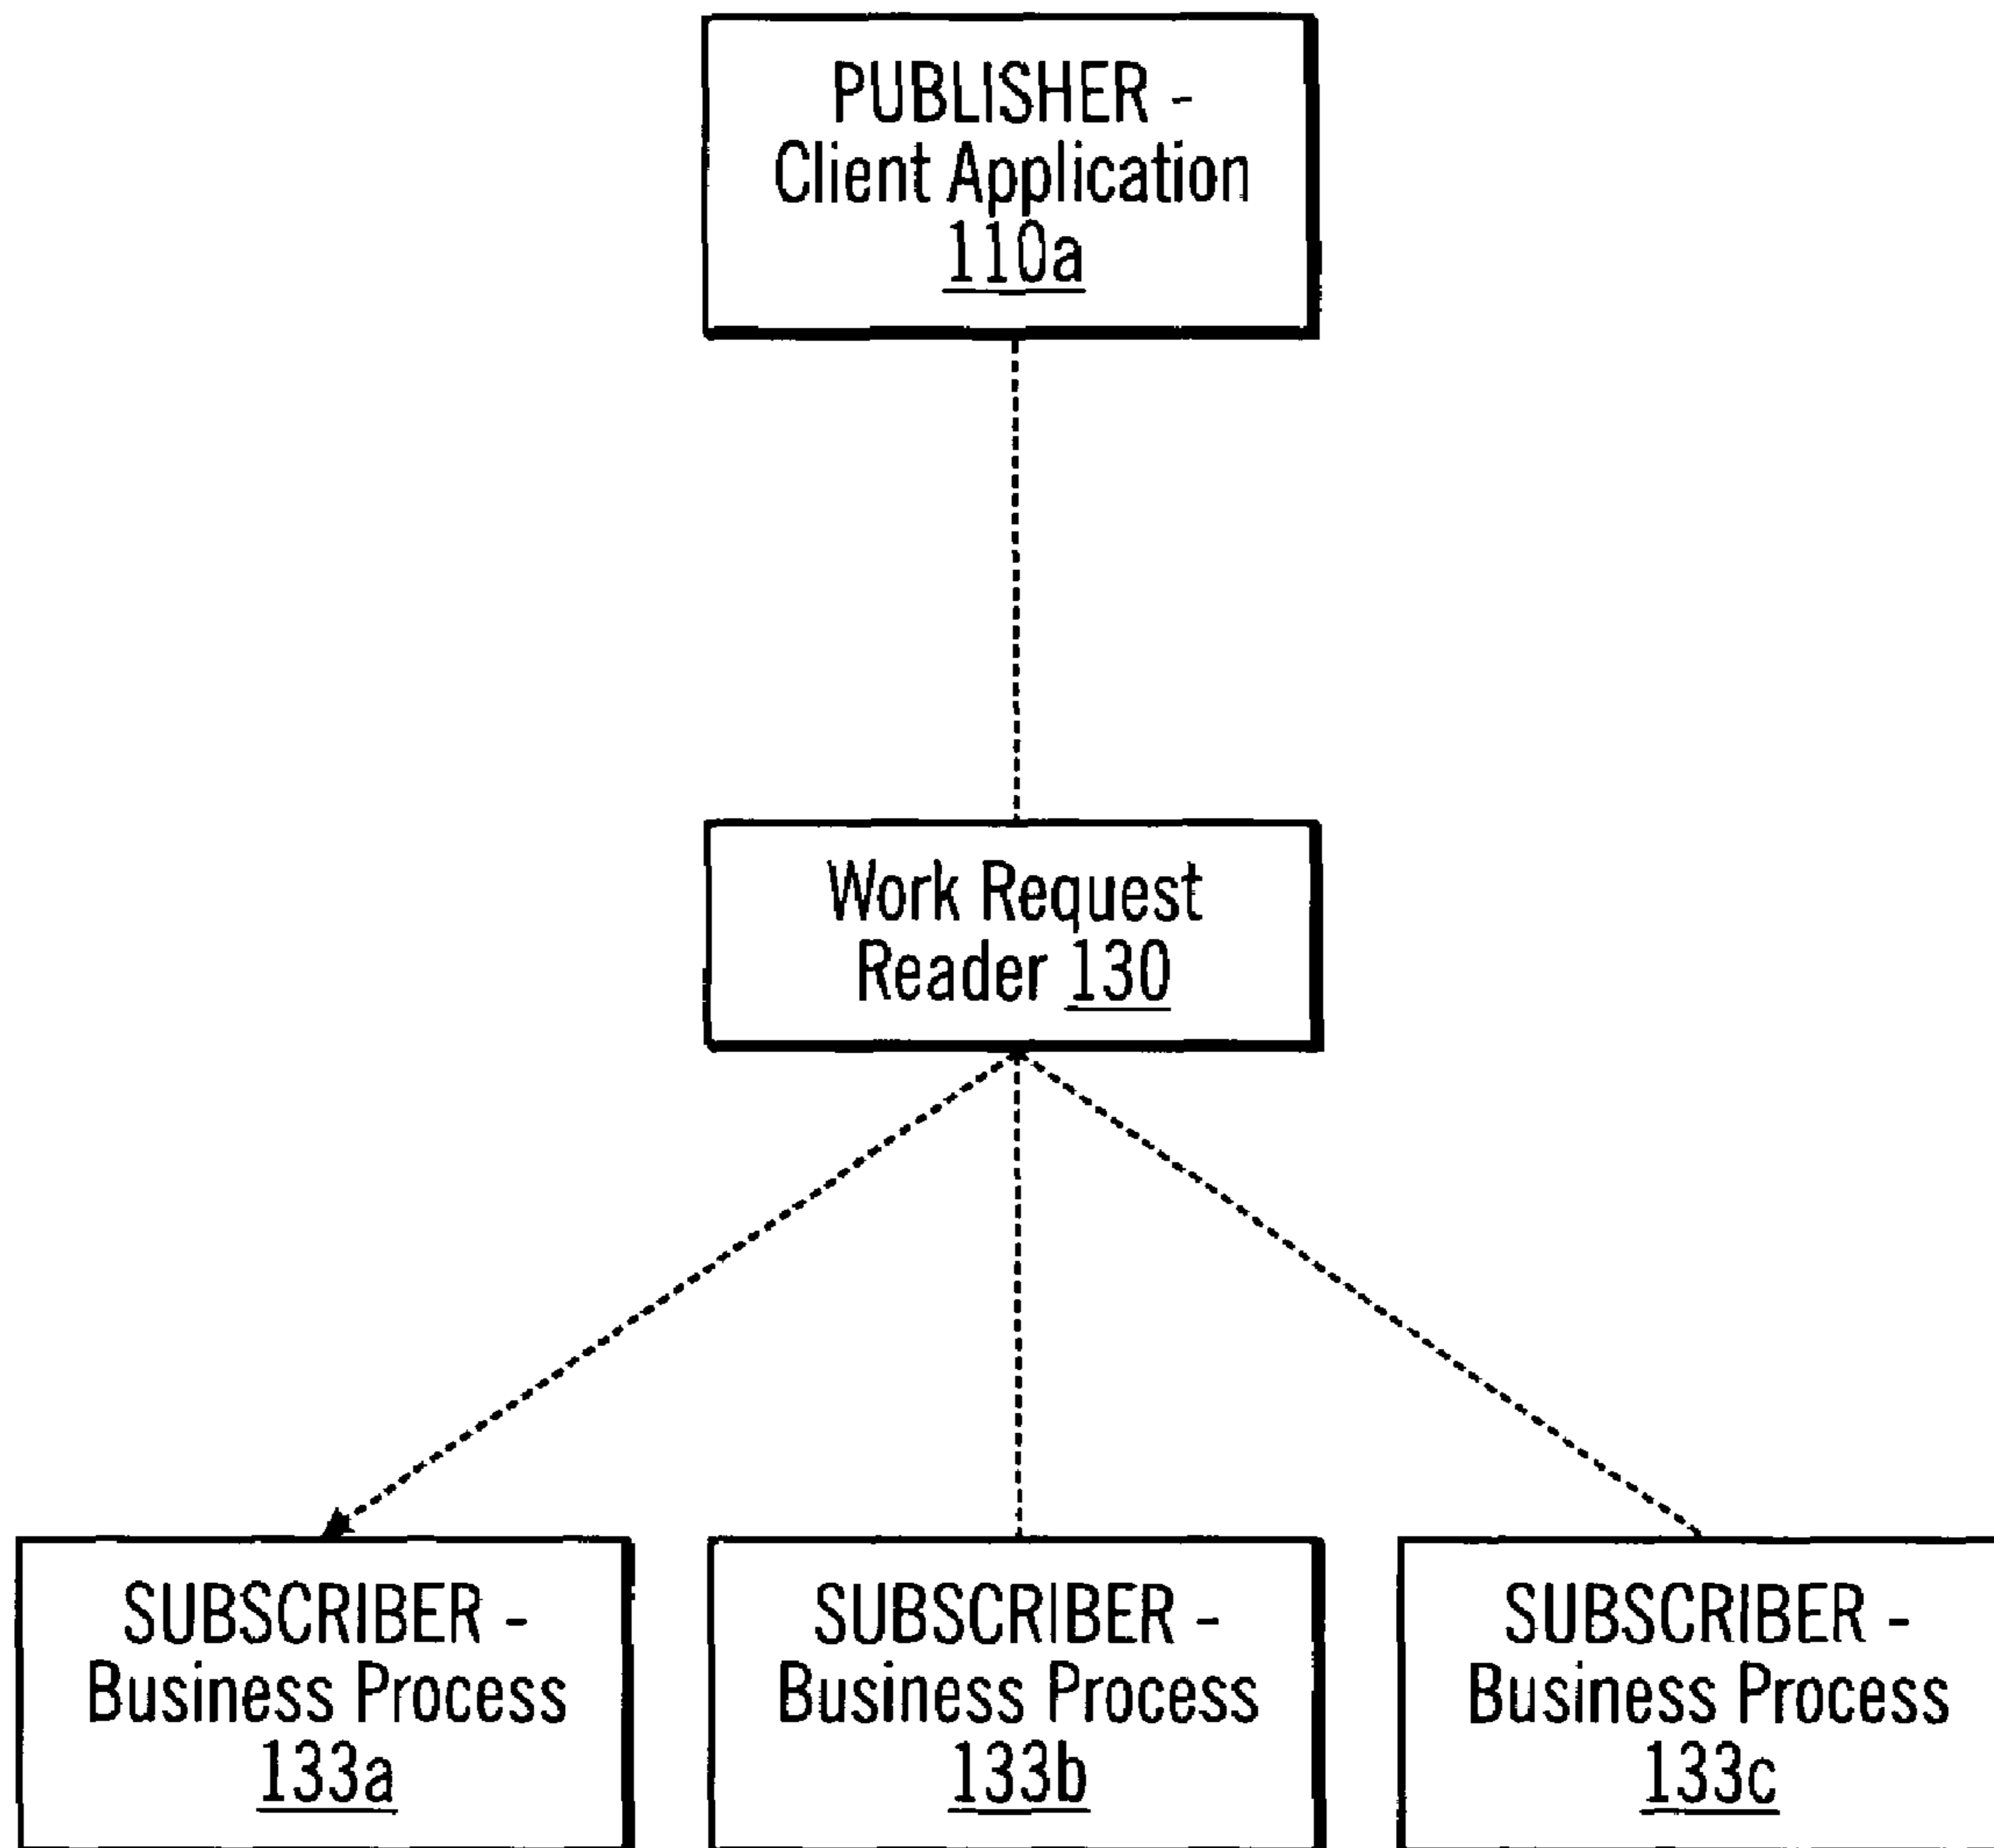 PUBLISHER -
Client Application
110a
Work Request
Reader 130
SUBSCRIBER -
Business Process
133a
SUBSCRIBER -
Business Process
133b
SUBSCRIBER -
Business Process
133c